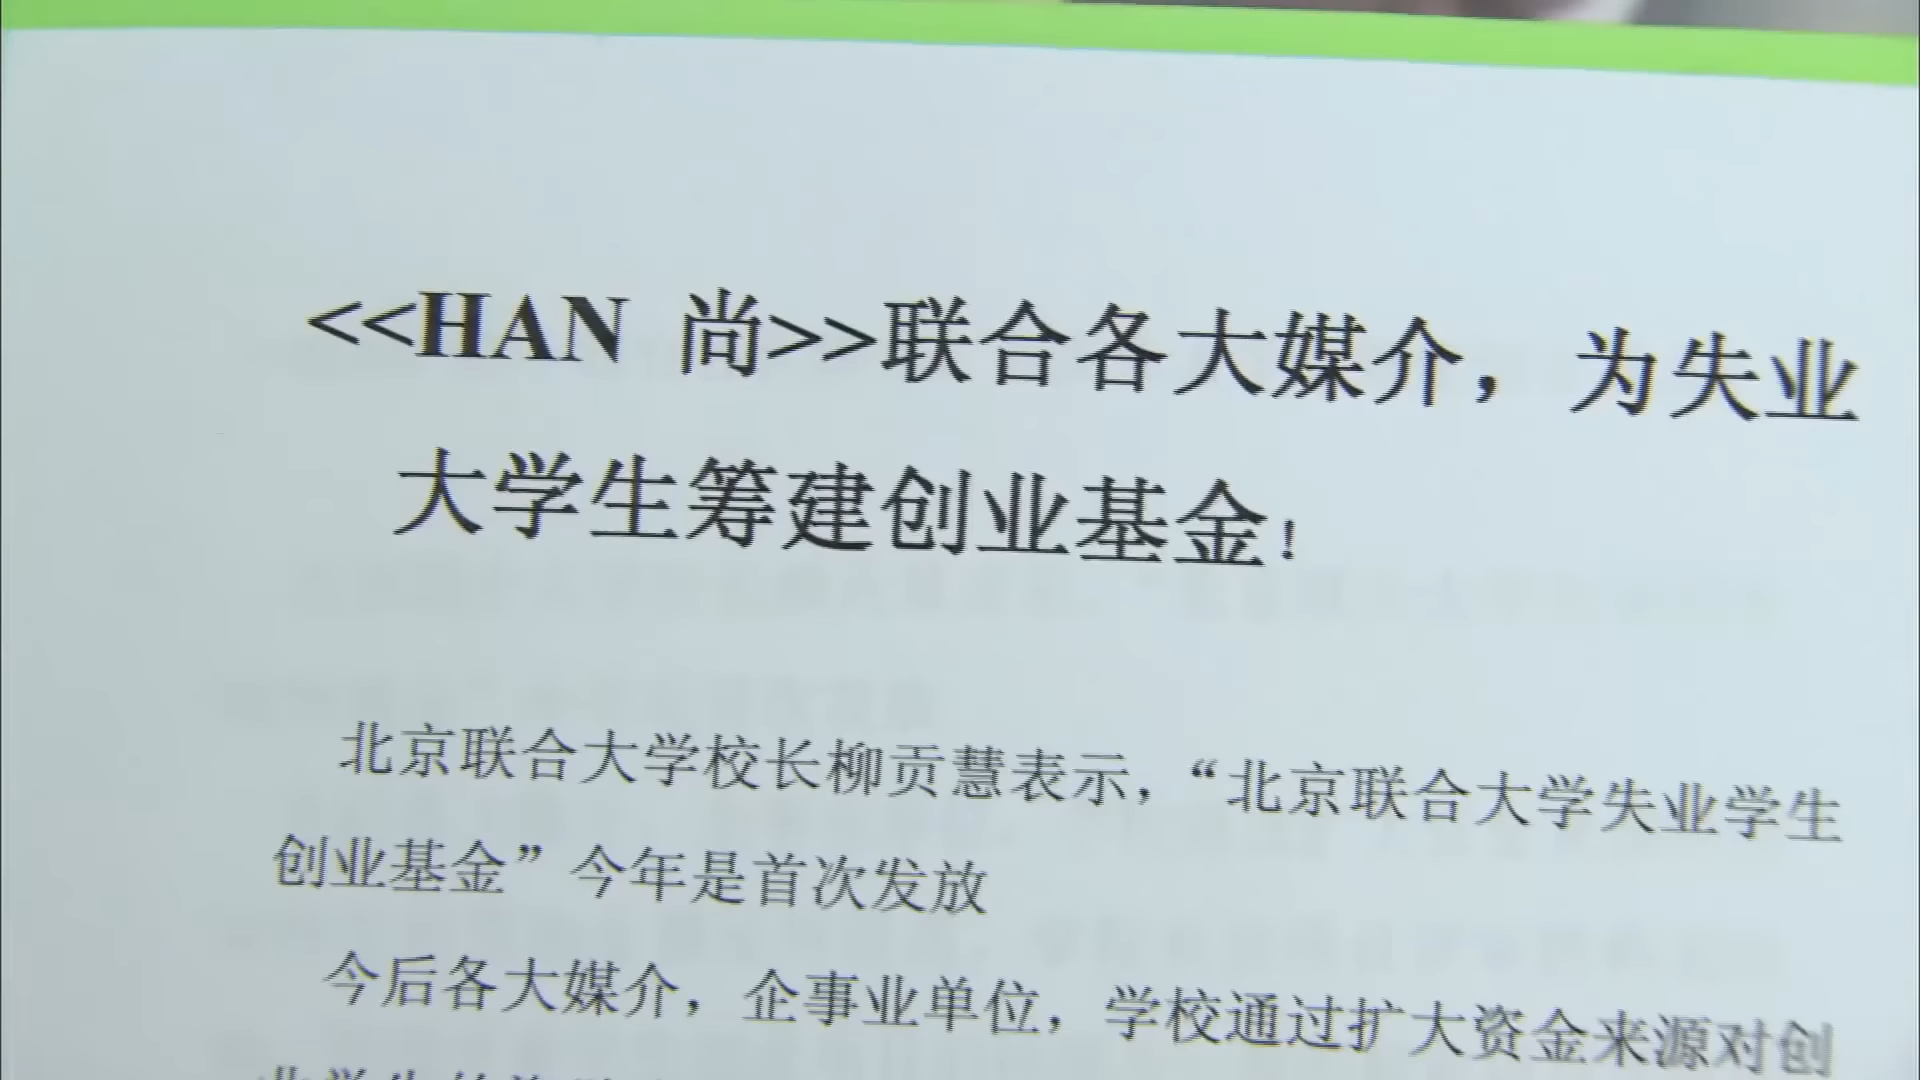 <<HAN 尚>>联合各大媒介，为失业
大学生筹建创业基金！
北京联合大学校长柳贡慧表示，“北京联合大学失业学生
创业基金”今年是首次发放
今后各大媒介，企事业单位，学校通过扩大资金来源对创